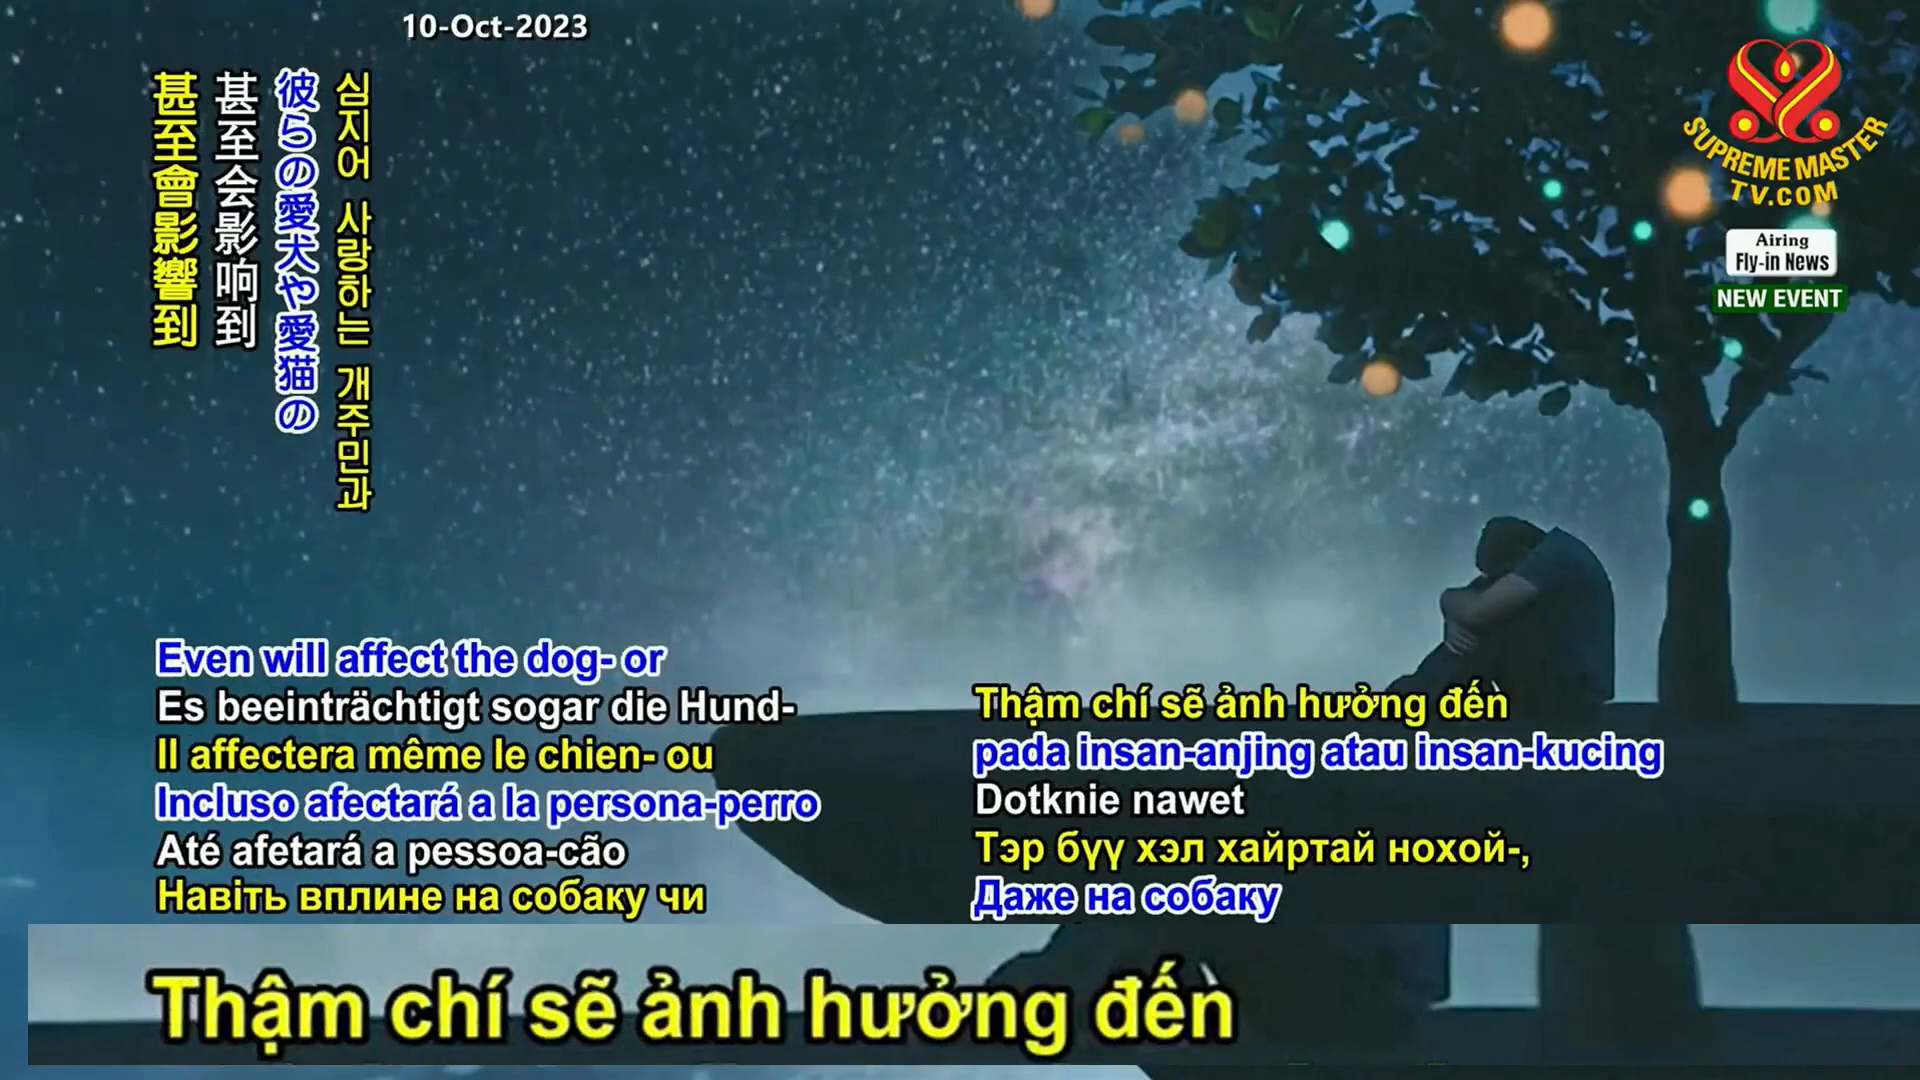 10-Oct-2023
甚至會影響到
甚至会影响到
彼らの愛犬や愛猫の
심지어 사랑하는 개주민과
SUPREME MASTER
TV.COM
Airing
Fly-in News
NEW EVENT
Even will affect the dog- or
Es beeinträchtigt sogar die Hund-
Il affectera même le chien- ou
Incluso afectará a la persona-perro
Até afetará a pessoa-cão
Навіть вплине на собаку чи
Thậm chí sẽ ảnh hưởng đến
pada insan-anjing atau insan-kucing
Dotknie nawet
Тэр бүү хэл хайртай нохой-,
Даже на собаку
Thậm chí sẽ ảnh hưởng đến